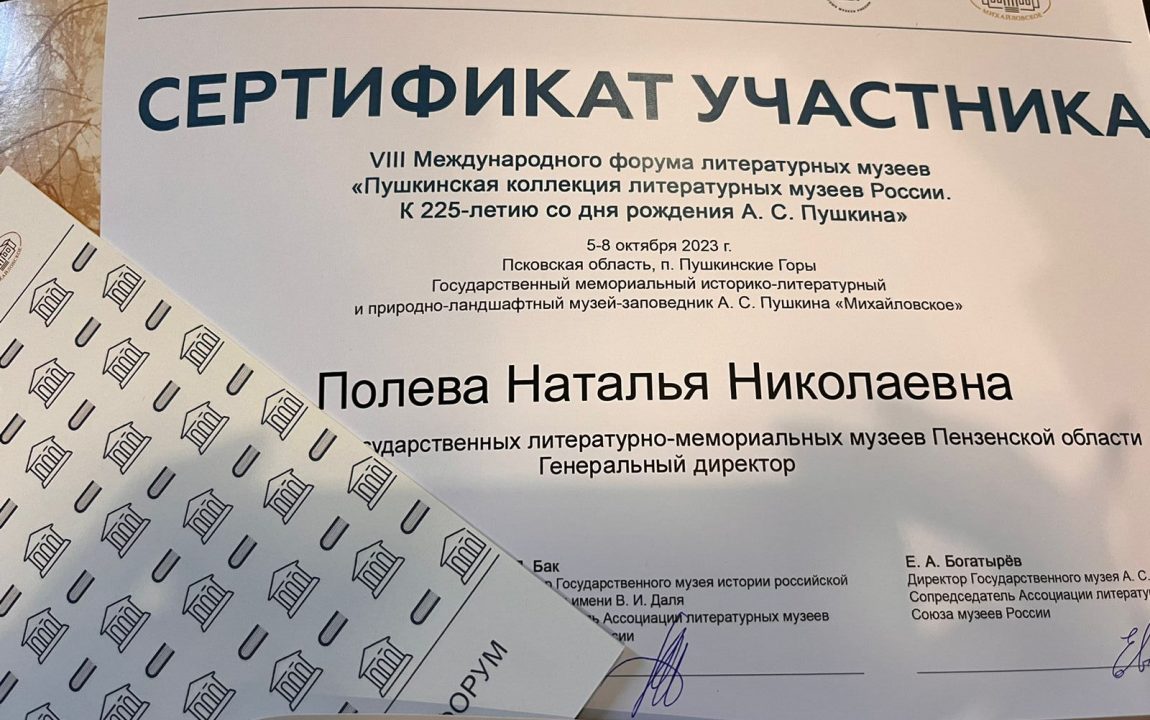 МИХАЙЛОВСКОЕ
СЕРТИФИКАТ УЧАСТНИКА
VIII Международного форума литературных музеев
«Пушкинская коллекция литературных музеев России.
К 225-летию со дня рождения А. С. Пушкина»
5-8 октября 2023 г.
Псковская область, п. Пушкинские Горы
Государственный мемориальный историко-литературный
и природно-ландшафтный музей-заповедник А. С. Пушкина «Михайловское»
Полева Наталья Николаевна
сударственных литературно-мемориальных музеев Пензенской области
Генеральный директор
Бак
Государственного музея истории российской
имени В. И. Даля
Ассоциации литературных музеев
сии
Е. А. Богатырёв
Директор Государственного музея А. С.
Сопредседатель Ассоциации литерату
Союза музеев России
ОРУМ